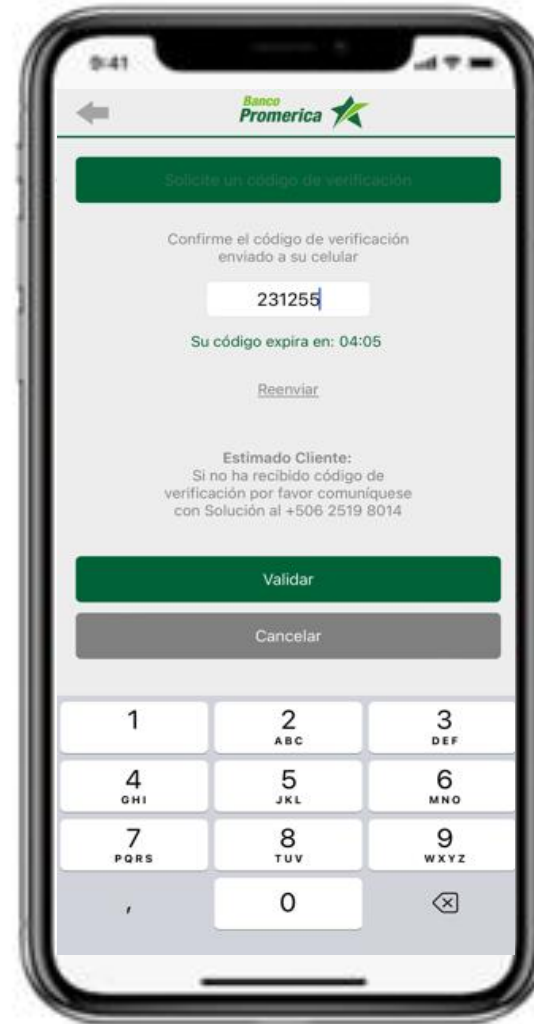 9:41
Banco
Promerica
Solicite un código de verificación
Confirme el código de verificación
enviado a su celular
231255
Su código expira en: 04:05
Reenviar
Estimado Cliente:
Si no ha recibido código de
verificación por favor comuníquese
con Solución al +506 2519 8014
Validar
Cancelar
1 2 3
ABC DEF
4 5 6
GHI JKL MNO
7 8 9
PQRS TUV WXYZ
, 0